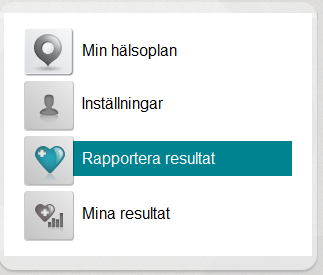 Min hälsoplan
Inställningar
Rapportera resultat
Mina resultat